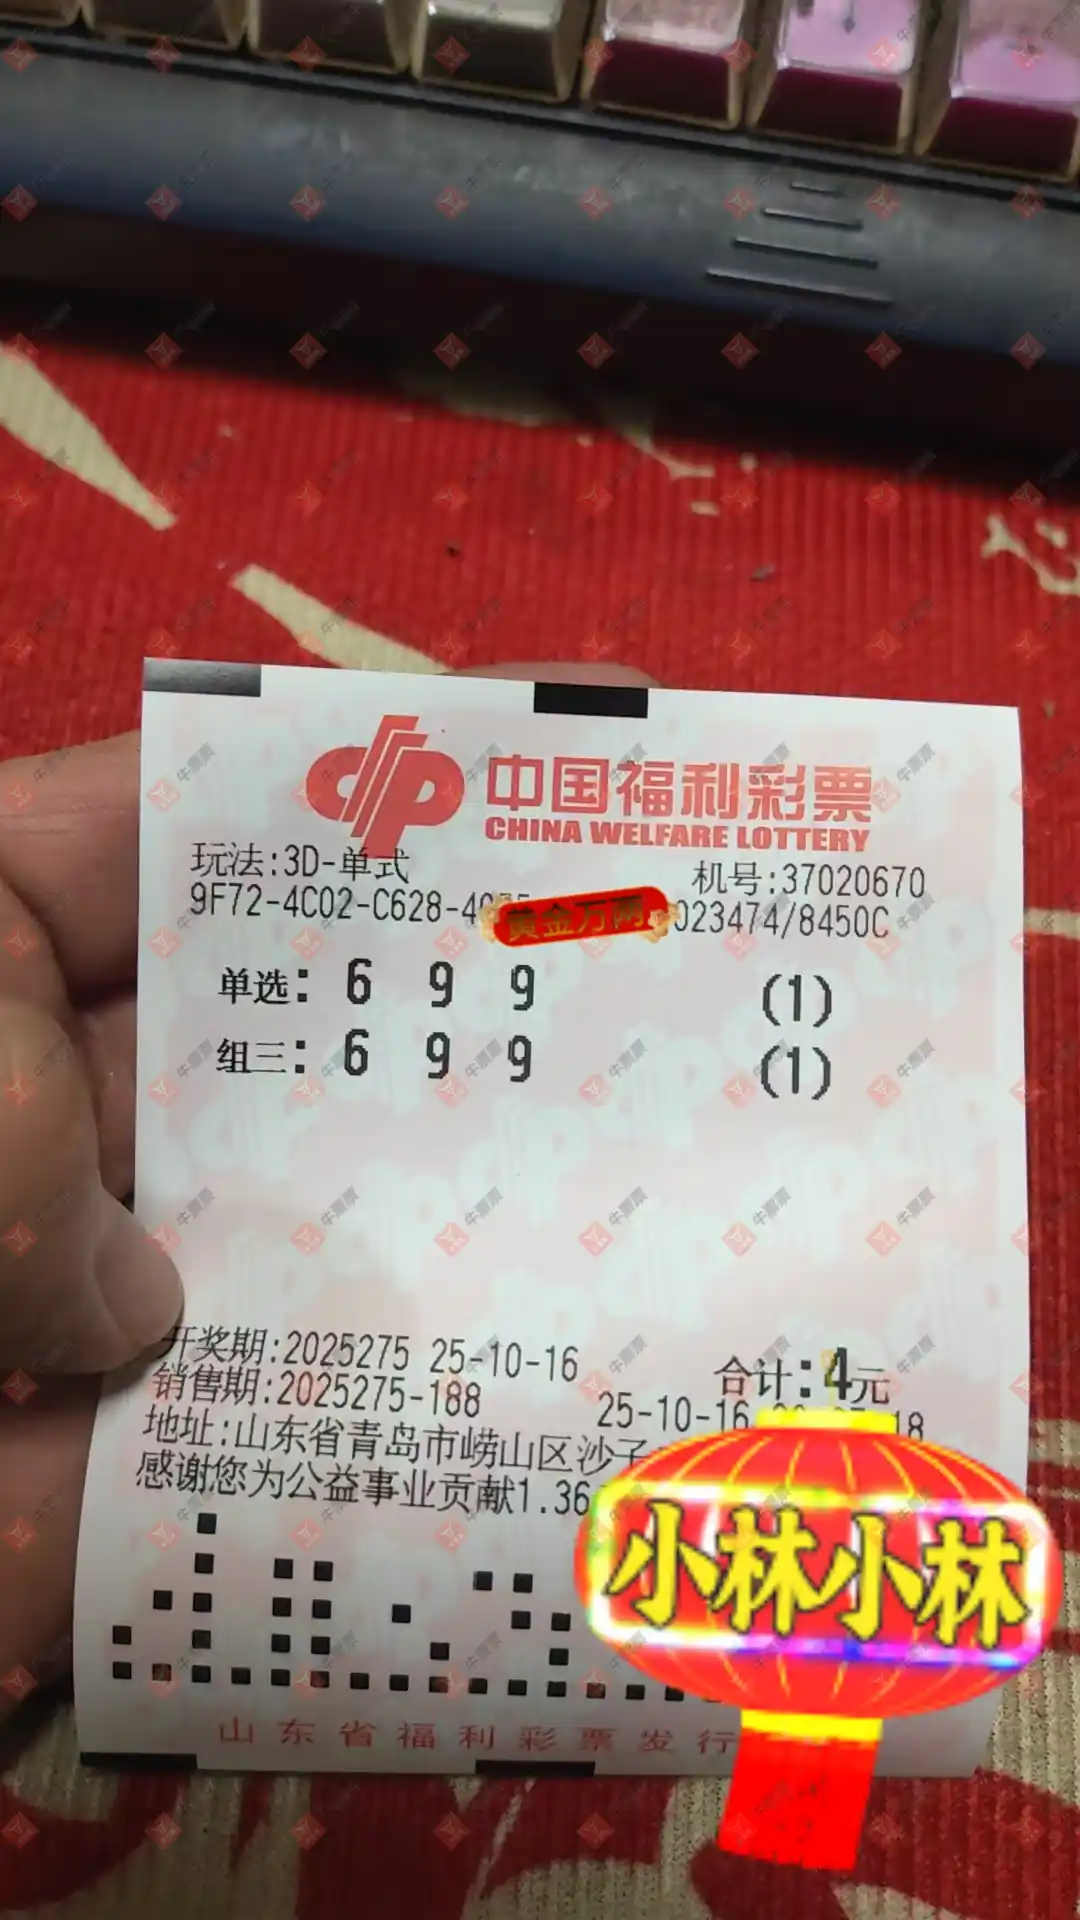 中国福利彩票
CHINA WELFARE LOTTERY
玩法:3D-单式
机号:37020670
9F72-4C02-C628-4
黄金万两
023474/8450C
单选: 6 9 9 (1)
组三: 6 9 9 (1)
开奖期:2025275 25-10-16
合计:4元
销售期:2025275-188
25-10-16
18
地址:山东省青岛市崂山区沙子
感谢您为公益事业贡献1.36
小林小林
山东省福利彩票发行
牛票票